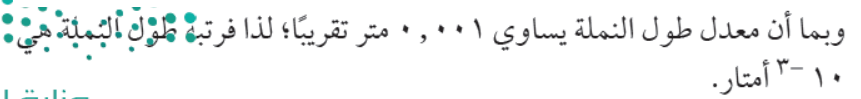 وبما أن معدل طول النملة يساوي ٠,٠٠١ متر تقريبًا؛ لذا فرتبة طول النملة هي
١٠ –٣ أمتار.